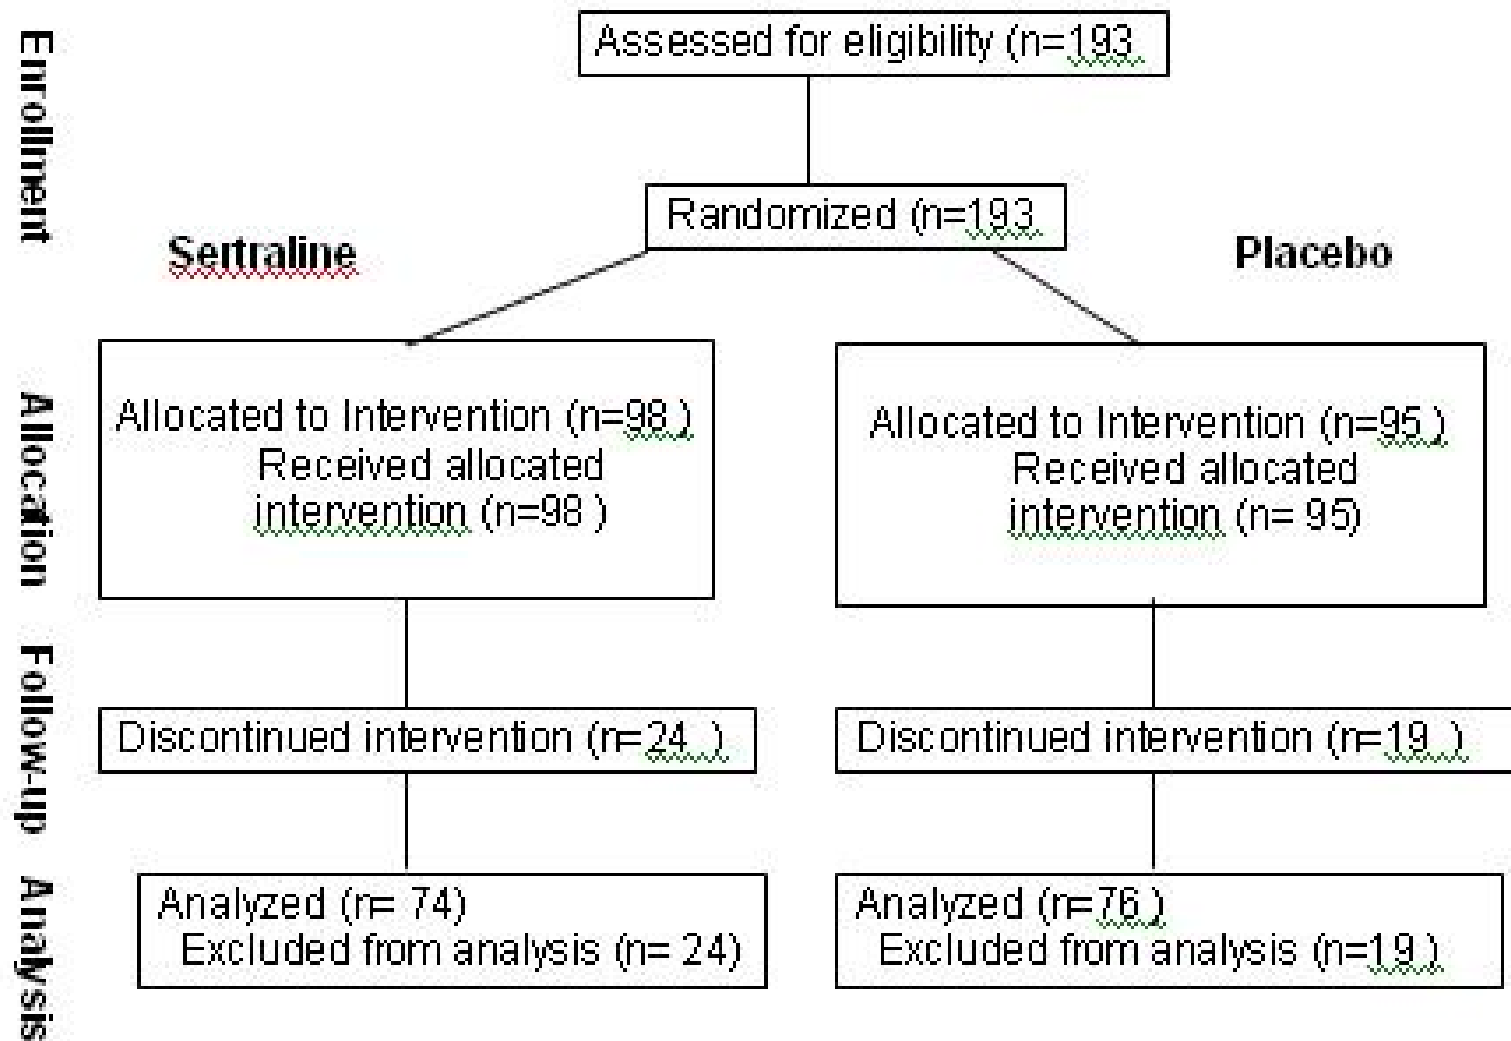 Enrollment
Assessed for eligibility (n=193
Randomized (n=193
Sertraline
Placebo
Allocation
Allocated to Intervention (n=98 )
Received allocated
intervention (n=98 )
Allocated to Intervention (n=95 )
Received allocated
intervention (n= 95)
Follow-up
Discontinued intervention (n=24 )
Discontinued intervention (n=19 )
Analysis
Analyzed (n= 74)
Excluded from analysis (n= 24)
Analyzed (n=76 )
Excluded from analysis (n=19 )